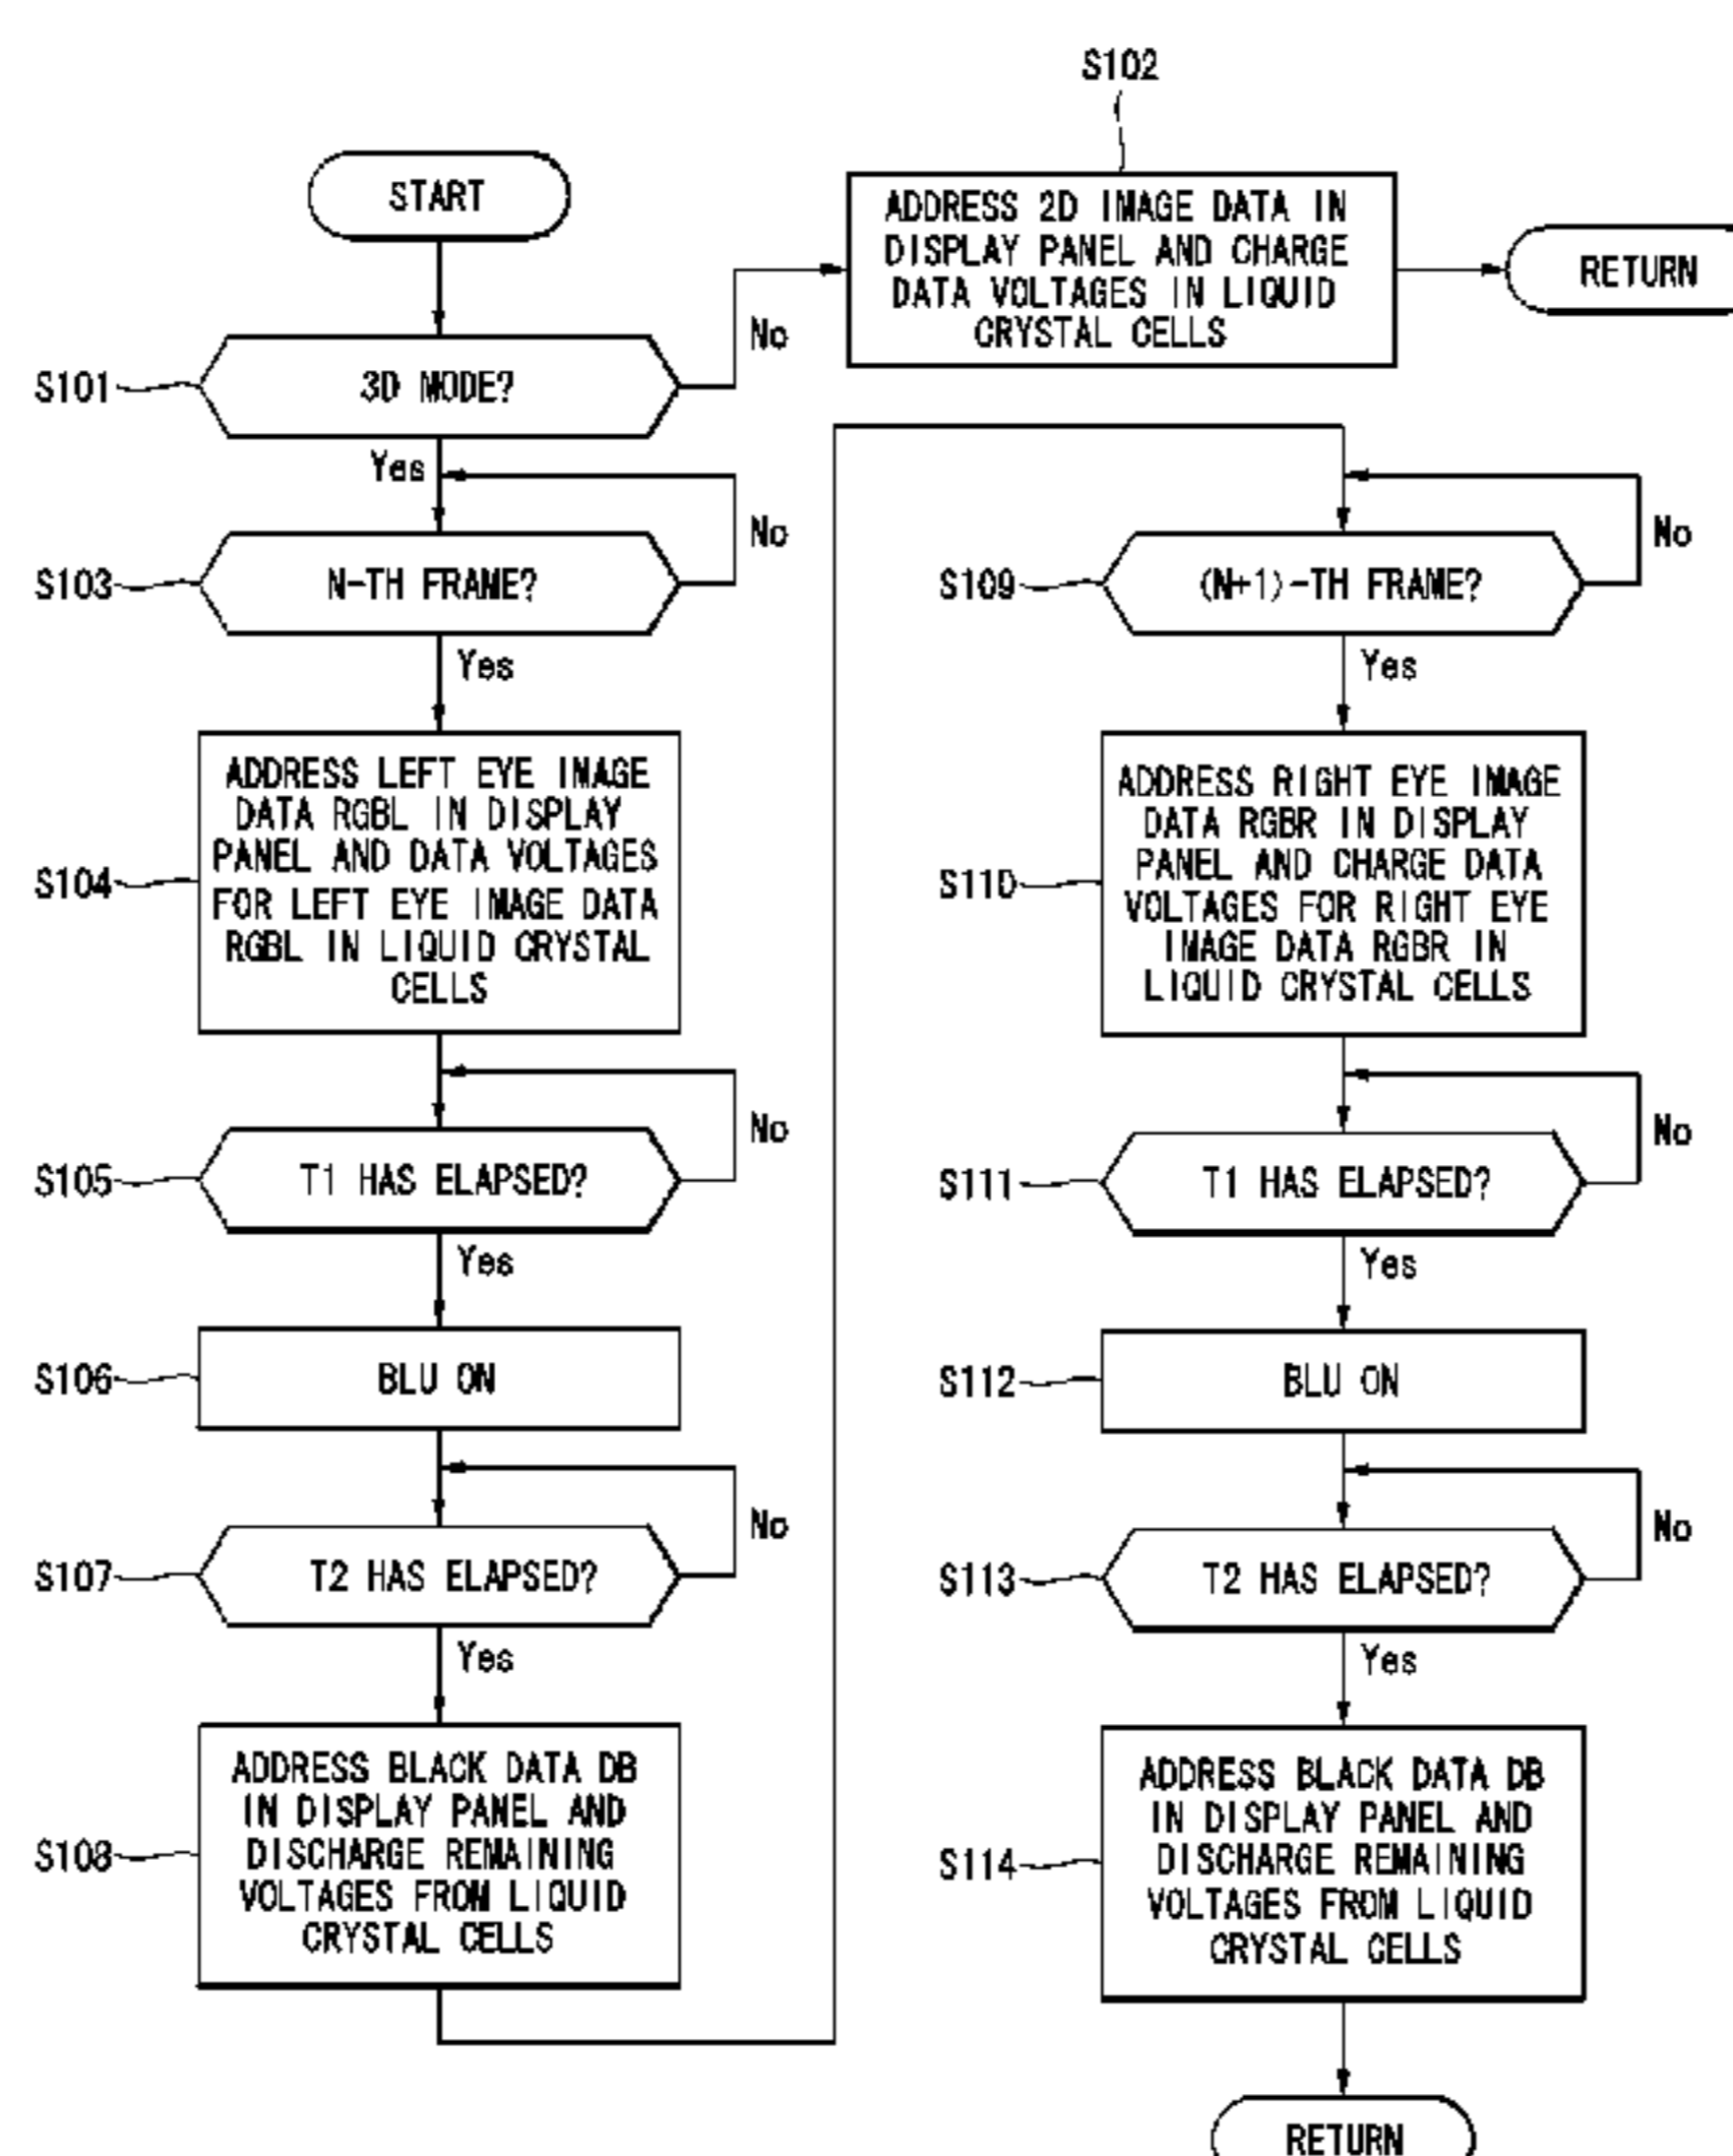 START
S101
3D MODE?
No
Yes
S102
ADDRESS 2D IMAGE DATA IN
DISPLAY PANEL AND CHARGE
DATA VOLTAGES IN LIQUID
CRYSTAL CELLS
RETURN
S103
N-TH FRAME?
No
Yes
S104
ADDRESS LEFT EYE IMAGE
DATA RGBL IN DISPLAY
PANEL AND DATA VOLTAGES
FOR LEFT EYE IMAGE DATA
RGBL IN LIQUID CRYSTAL
CELLS
S105
T1 HAS ELAPSED?
No
Yes
S106
BLU ON
S107
T2 HAS ELAPSED?
No
Yes
S108
ADDRESS BLACK DATA DB
IN DISPLAY PANEL AND
DISCHARGE REMAINING
VOLTAGES FROM LIQUID
CRYSTAL CELLS
S109
(N+1)-TH FRAME?
No
Yes
S110
ADDRESS RIGHT EYE IMAGE
DATA RGBR IN DISPLAY
PANEL AND CHARGE DATA
VOLTAGES FOR RIGHT EYE
IMAGE DATA RGBR IN
LIQUID CRYSTAL CELLS
S111
T1 HAS ELAPSED?
No
Yes
S112
BLU ON
S113
T2 HAS ELAPSED?
No
Yes
S114
ADDRESS BLACK DATA DB
IN DISPLAY PANEL AND
DISCHARGE REMAINING
VOLTAGES FROM LIQUID
CRYSTAL CELLS
RETURN